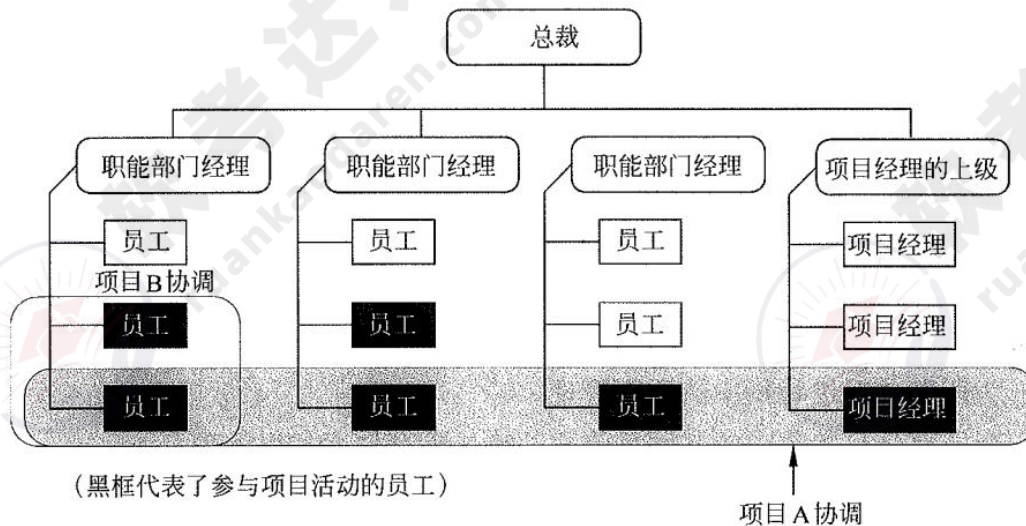 总裁
职能部门经理
职能部门经理
职能部门经理
项目经理的上级
员工
员工
员工
项目经理
项目B协调
员工
员工
员工
项目经理
员工
员工
员工
项目经理
(黑框代表了参与项目活动的员工)
项目A协调